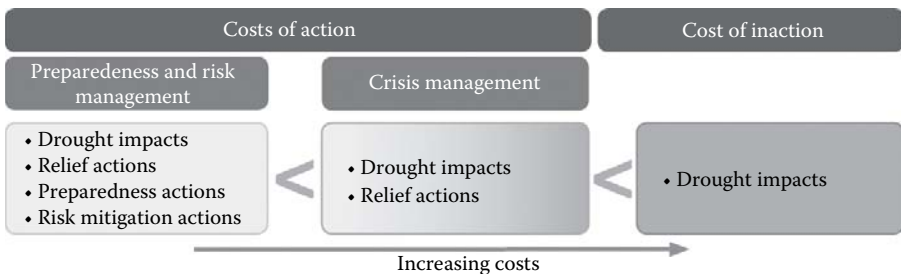 Costs of action
Cost of inaction
Preparedeness and risk
management
Crisis management
• Drought impacts
• Relief actions
• Preparedness actions
• Risk mitigation actions
<
• Drought impacts
• Relief actions
<
• Drought impacts
Increasing costs